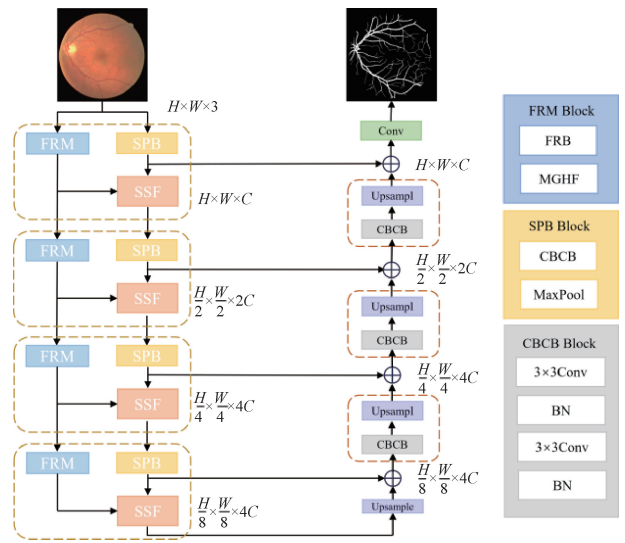 H×W×3
FRM
SPB
SSF
H×W×C
FRM
SPB
SSF
H/2×W/2×2C
FRM
SPB
SSF
H/4×W/4×4C
FRM
SPB
SSF
H/8×W/8×4C
Conv
H×W×C
Upsampl
CBCB
H/2×W/2×2C
Upsampl
CBCB
H/4×W/4×4C
Upsampl
CBCB
H/8×W/8×4C
Upsample
FRM Block
FRB
MGHF
SPB Block
CBCB
MaxPool
CBCB Block
3×3Conv
BN
3×3Conv
BN